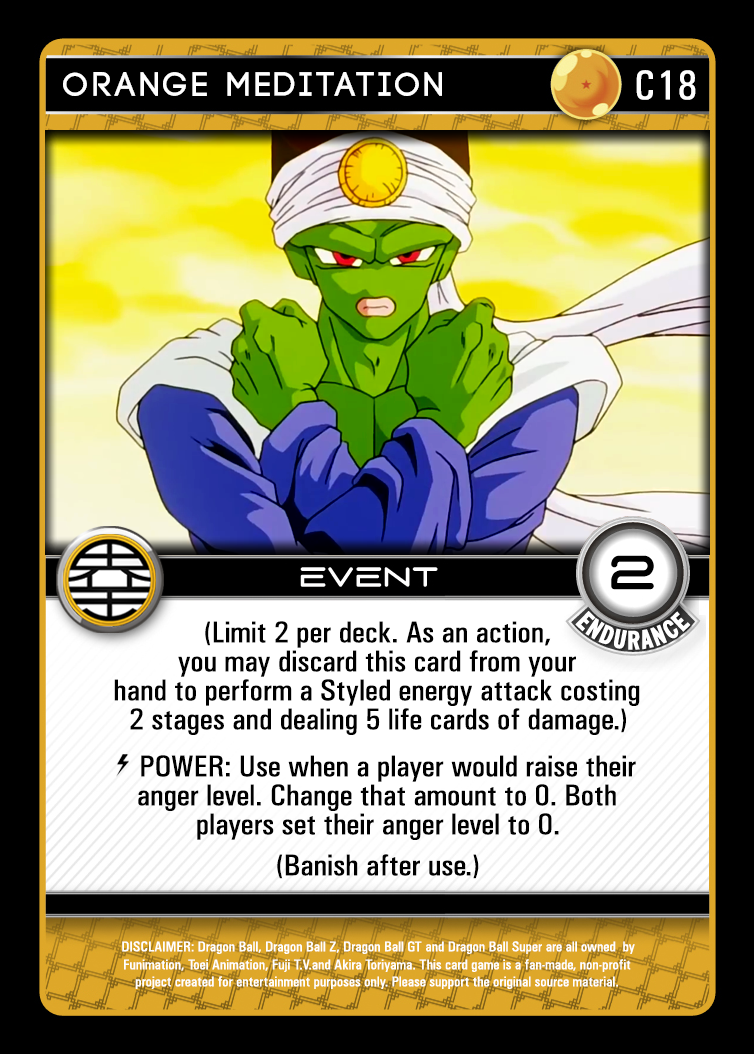 ORANGE MEDITATION C18
EVENT
2
ENDURANCE
(Limit 2 per deck. As an action,
you may discard this card from your
hand to perform a Styled energy attack costing
2 stages and dealing 5 life cards of damage.)
POWER: Use when a player would raise their
anger level. Change that amount to 0. Both
players set their anger level to 0.
(Banish after use.)
DISCLAIMER: Dragon Ball, Dragon Ball Z, Dragon Ball GT and Dragon Ball Super are all owned by
Funimation, Toei Animation, Fuji T.V.and Akira Toriyama. This card game is a fan-made, non-profit
project created for entertainment purposes only. Please support the original source material.